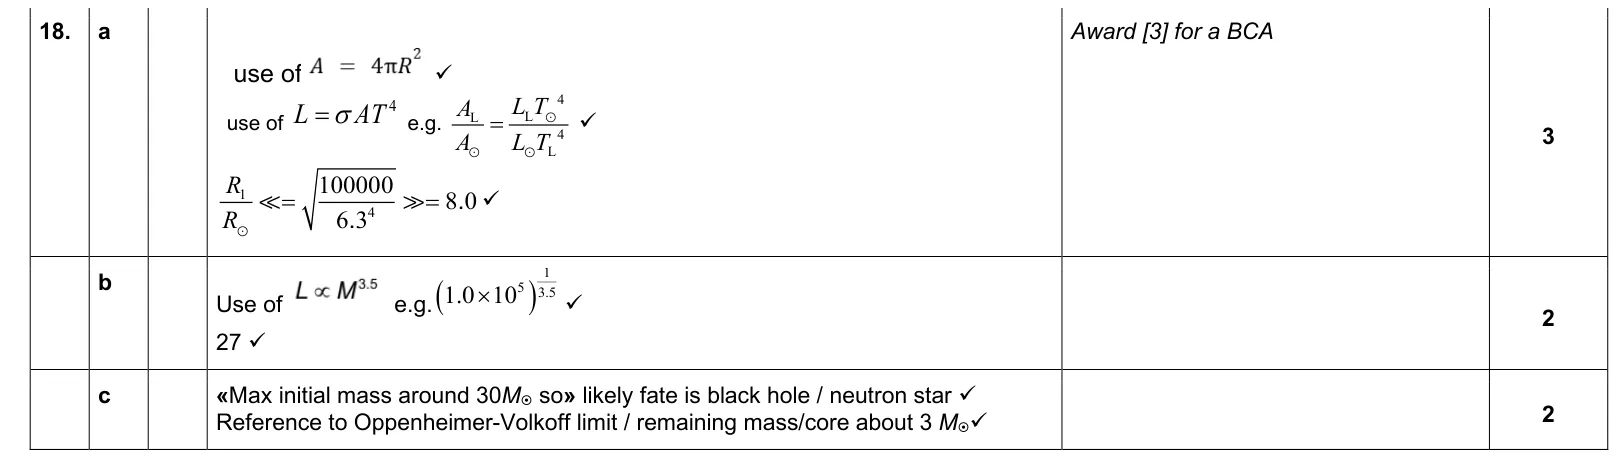 18. a Award [3] for a BCA
use of A = 4πR² ✓
use of L = σAT⁴ e.g. A_L/A_☉ = L_L T_☉⁴/L_☉ T_L⁴ ✓
3
R_l/R_☉ ≪= √(100000/6.3⁴) ≫= 8.0 ✓
b
Use of L ∝ M^3.5 e.g. (1.0×10⁵)^(1/3.5) ✓
2
27 ✓
c «Max initial mass around 30M_☉ so» likely fate is black hole / neutron star ✓
2
Reference to Oppenheimer-Volkoff limit / remaining mass/core about 3 M_☉✓